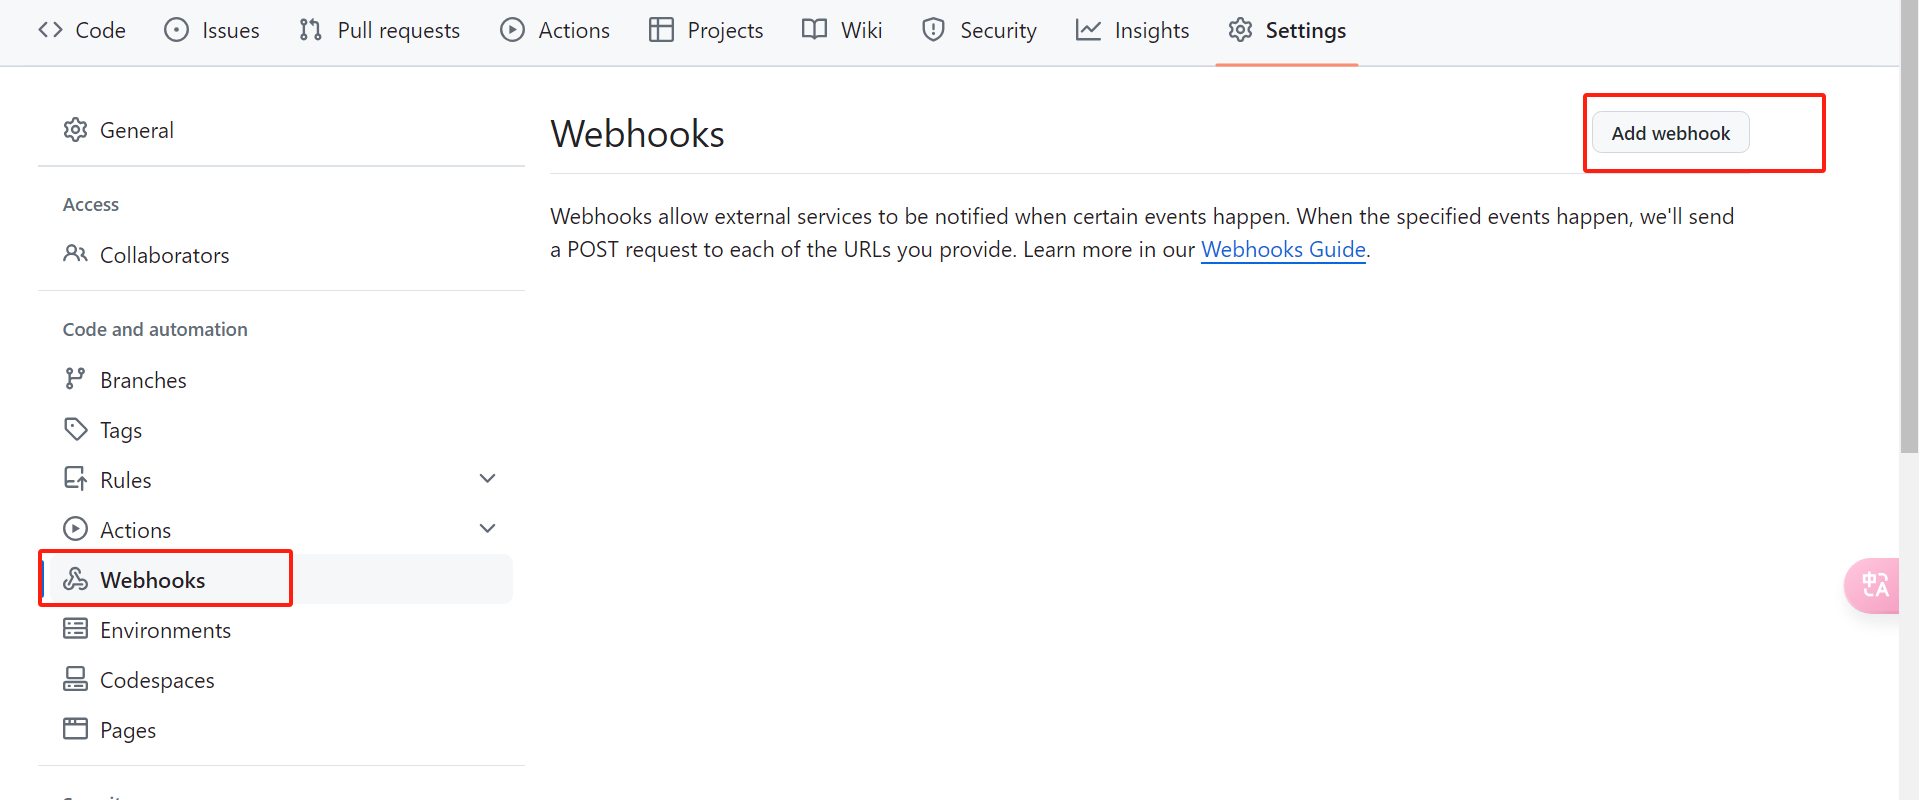 Code Issues Pull requests Actions Projects Wiki Security Insights Settings
General
Access
Collaborators
Code and automation
Branches
Tags
Rules
Actions
Webhooks
Environments
Codespaces
Pages
Webhooks
Add webhook
Webhooks allow external services to be notified when certain events happen. When the specified events happen, we'll send
a POST request to each of the URLs you provide. Learn more in our Webhooks Guide.
中A